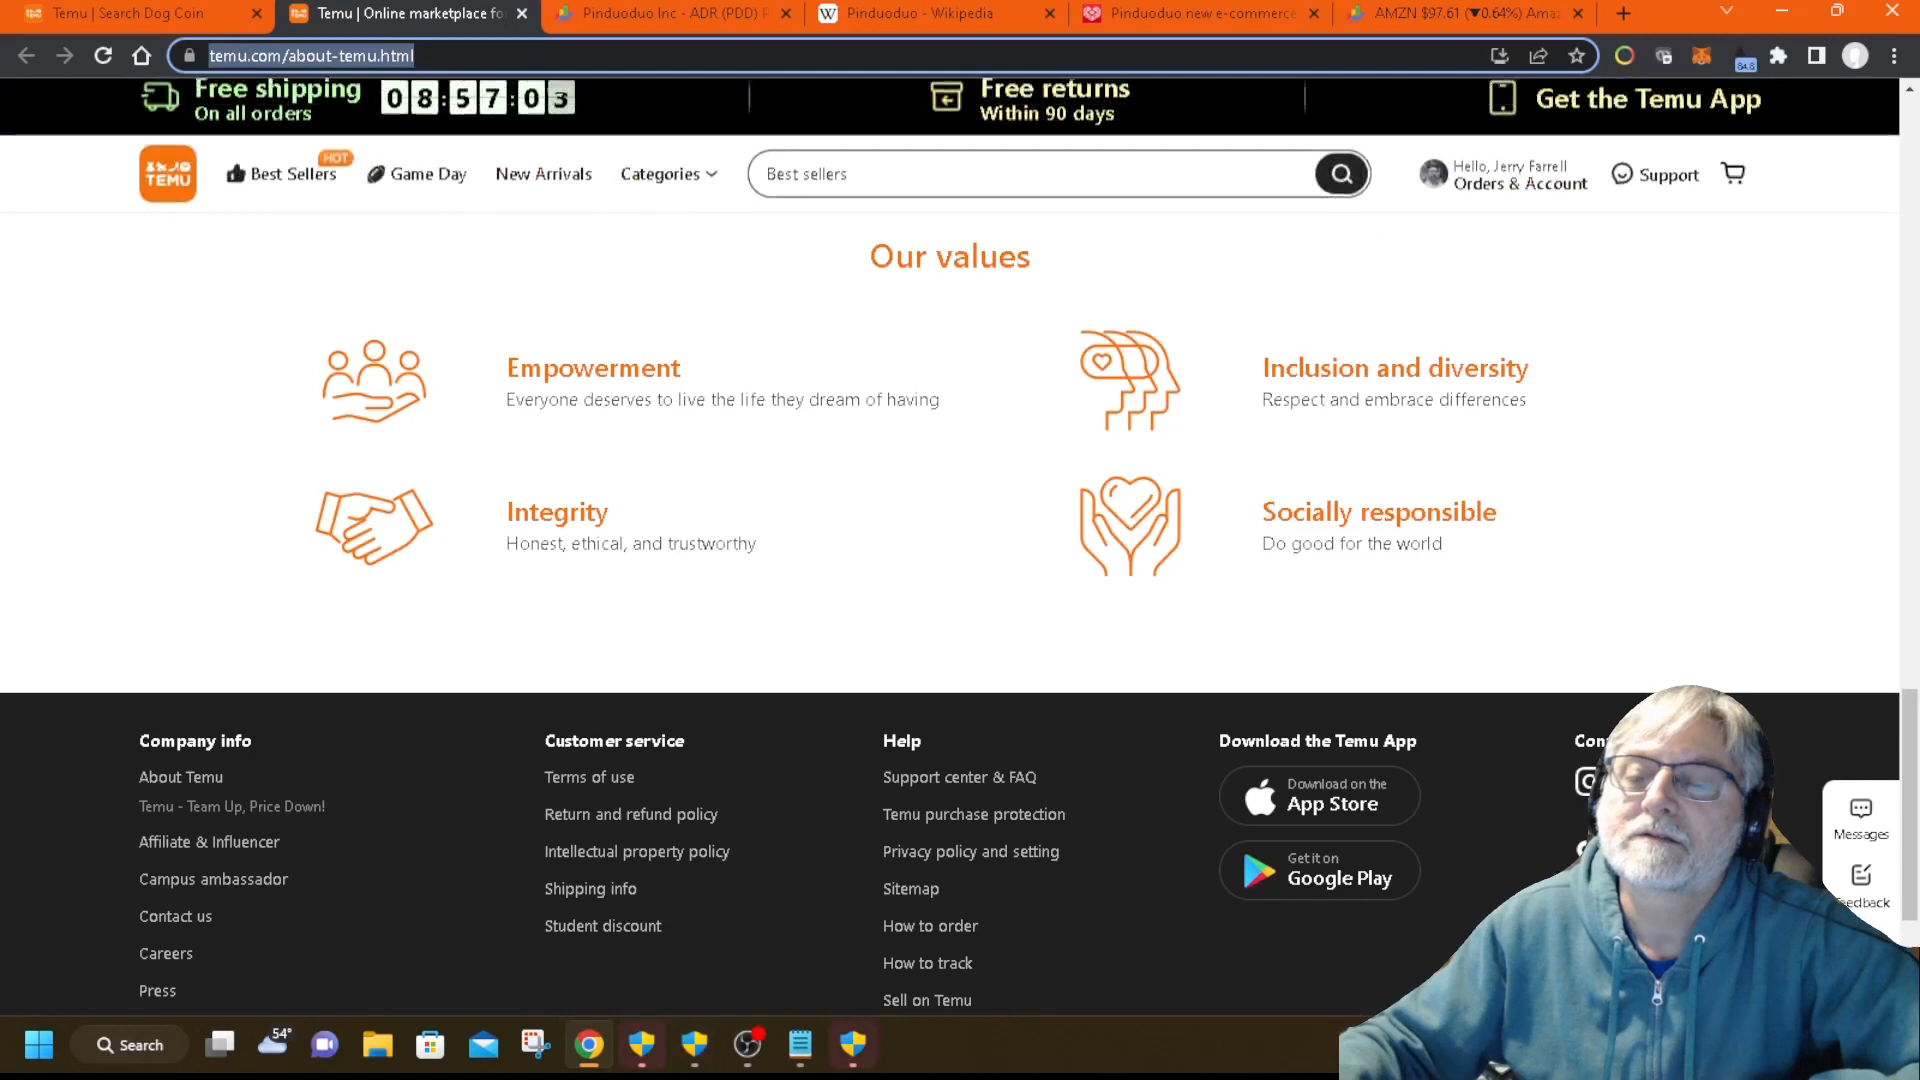 Temu | Search Dog Coin
Temu | Online marketplace fo
Pinduoduo Inc - ADR (PDD) P
Pinduoduo - Wikipedia
Pinduoduo new e-commerce
AMZN $97.61 (▼0.64%) Amaz
temu.com/about-temu.html
84.8
Free shipping
On all orders
08:57:03
Free returns
Within 90 days
Get the Temu App
TEMU
Best Sellers
HOT
Game Day
New Arrivals
Categories
Best sellers
Hello, Jerry Farrell
Orders & Account
Support
Our values
Empowerment
Everyone deserves to live the life they dream of having
Inclusion and diversity
Respect and embrace differences
Integrity
Honest, ethical, and trustworthy
Socially responsible
Do good for the world
Company info
About Temu
Temu - Team Up, Price Down!
Affiliate & Influencer
Campus ambassador
Contact us
Careers
Press
Customer service
Terms of use
Return and refund policy
Intellectual property policy
Shipping info
Student discount
Help
Support center & FAQ
Temu purchase protection
Privacy policy and setting
Sitemap
How to order
How to track
Sell on Temu
Download the Temu App
Download on the
App Store
Get it on
Google Play
Con
Messages
eedback
Search
54°